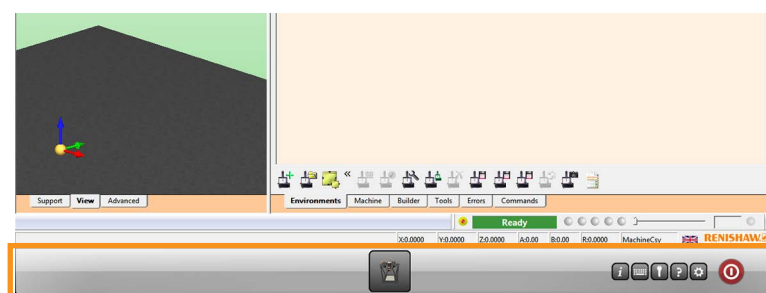 Support View Advanced
Environments Machine Builder Tools Errors Commands
Ready
X:0.0000 Y:0.0000 Z:0.0000 A:0.00 B:0.00 R:0.0000 MachineCsy RENISHAW